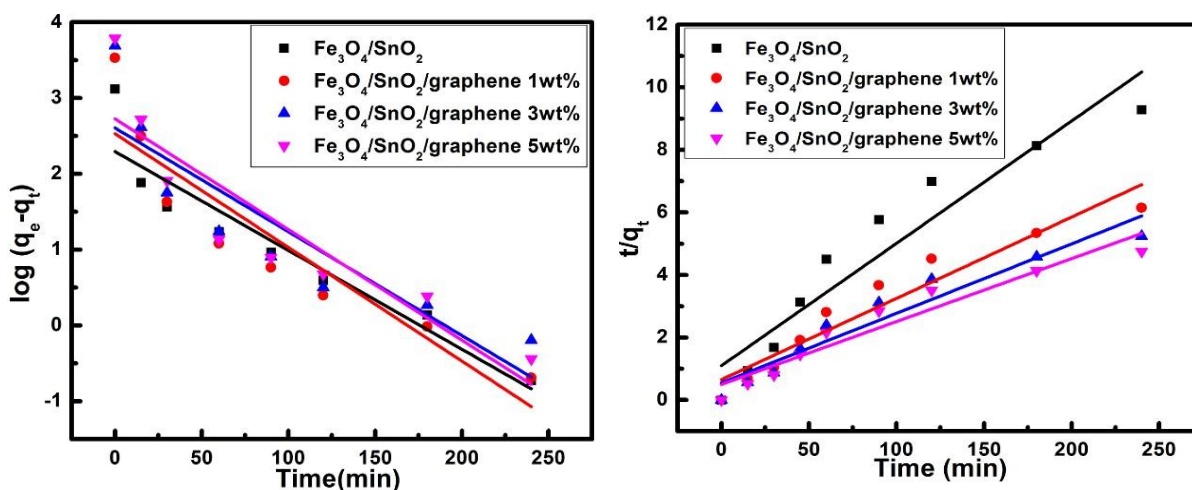 4
3
2
1
0
-1
log (qₑ-qₜ)
0 50 100 150 200 250
Time(min)
Fe₃O₄/SnO₂
Fe₃O₄/SnO₂/graphene 1wt%
Fe₃O₄/SnO₂/graphene 3wt%
Fe₃O₄/SnO₂/graphene 5wt%
12
10
8
6
4
2
0
t/qₜ
0 50 100 150 200 250
Time (min)
Fe₃O₄/SnO₂
Fe₃O₄/SnO₂/graphene 1wt%
Fe₃O₄/SnO₂/graphene 3wt%
Fe₃O₄/SnO₂/graphene 5wt%